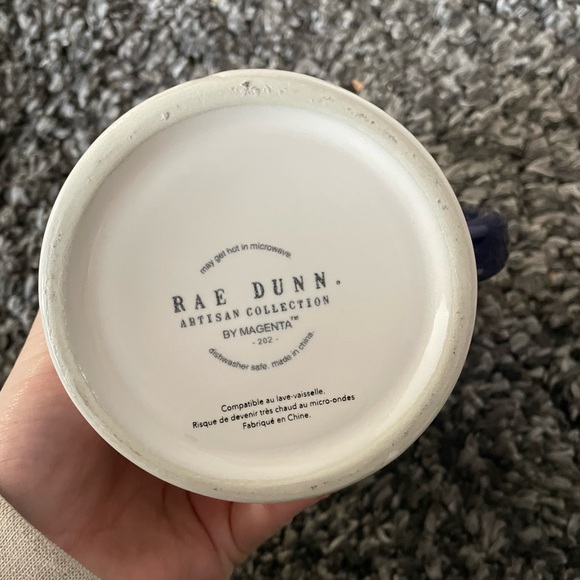 may get hot in microwave.
RAE DUNN®
ARTISAN COLLECTION
BY MAGENTA™
- 202 -
dishwasher safe. made in china.
Compatible au lave-vaisselle.
Risque de devenir très chaud au micro-ondes
Fabriqué en Chine.